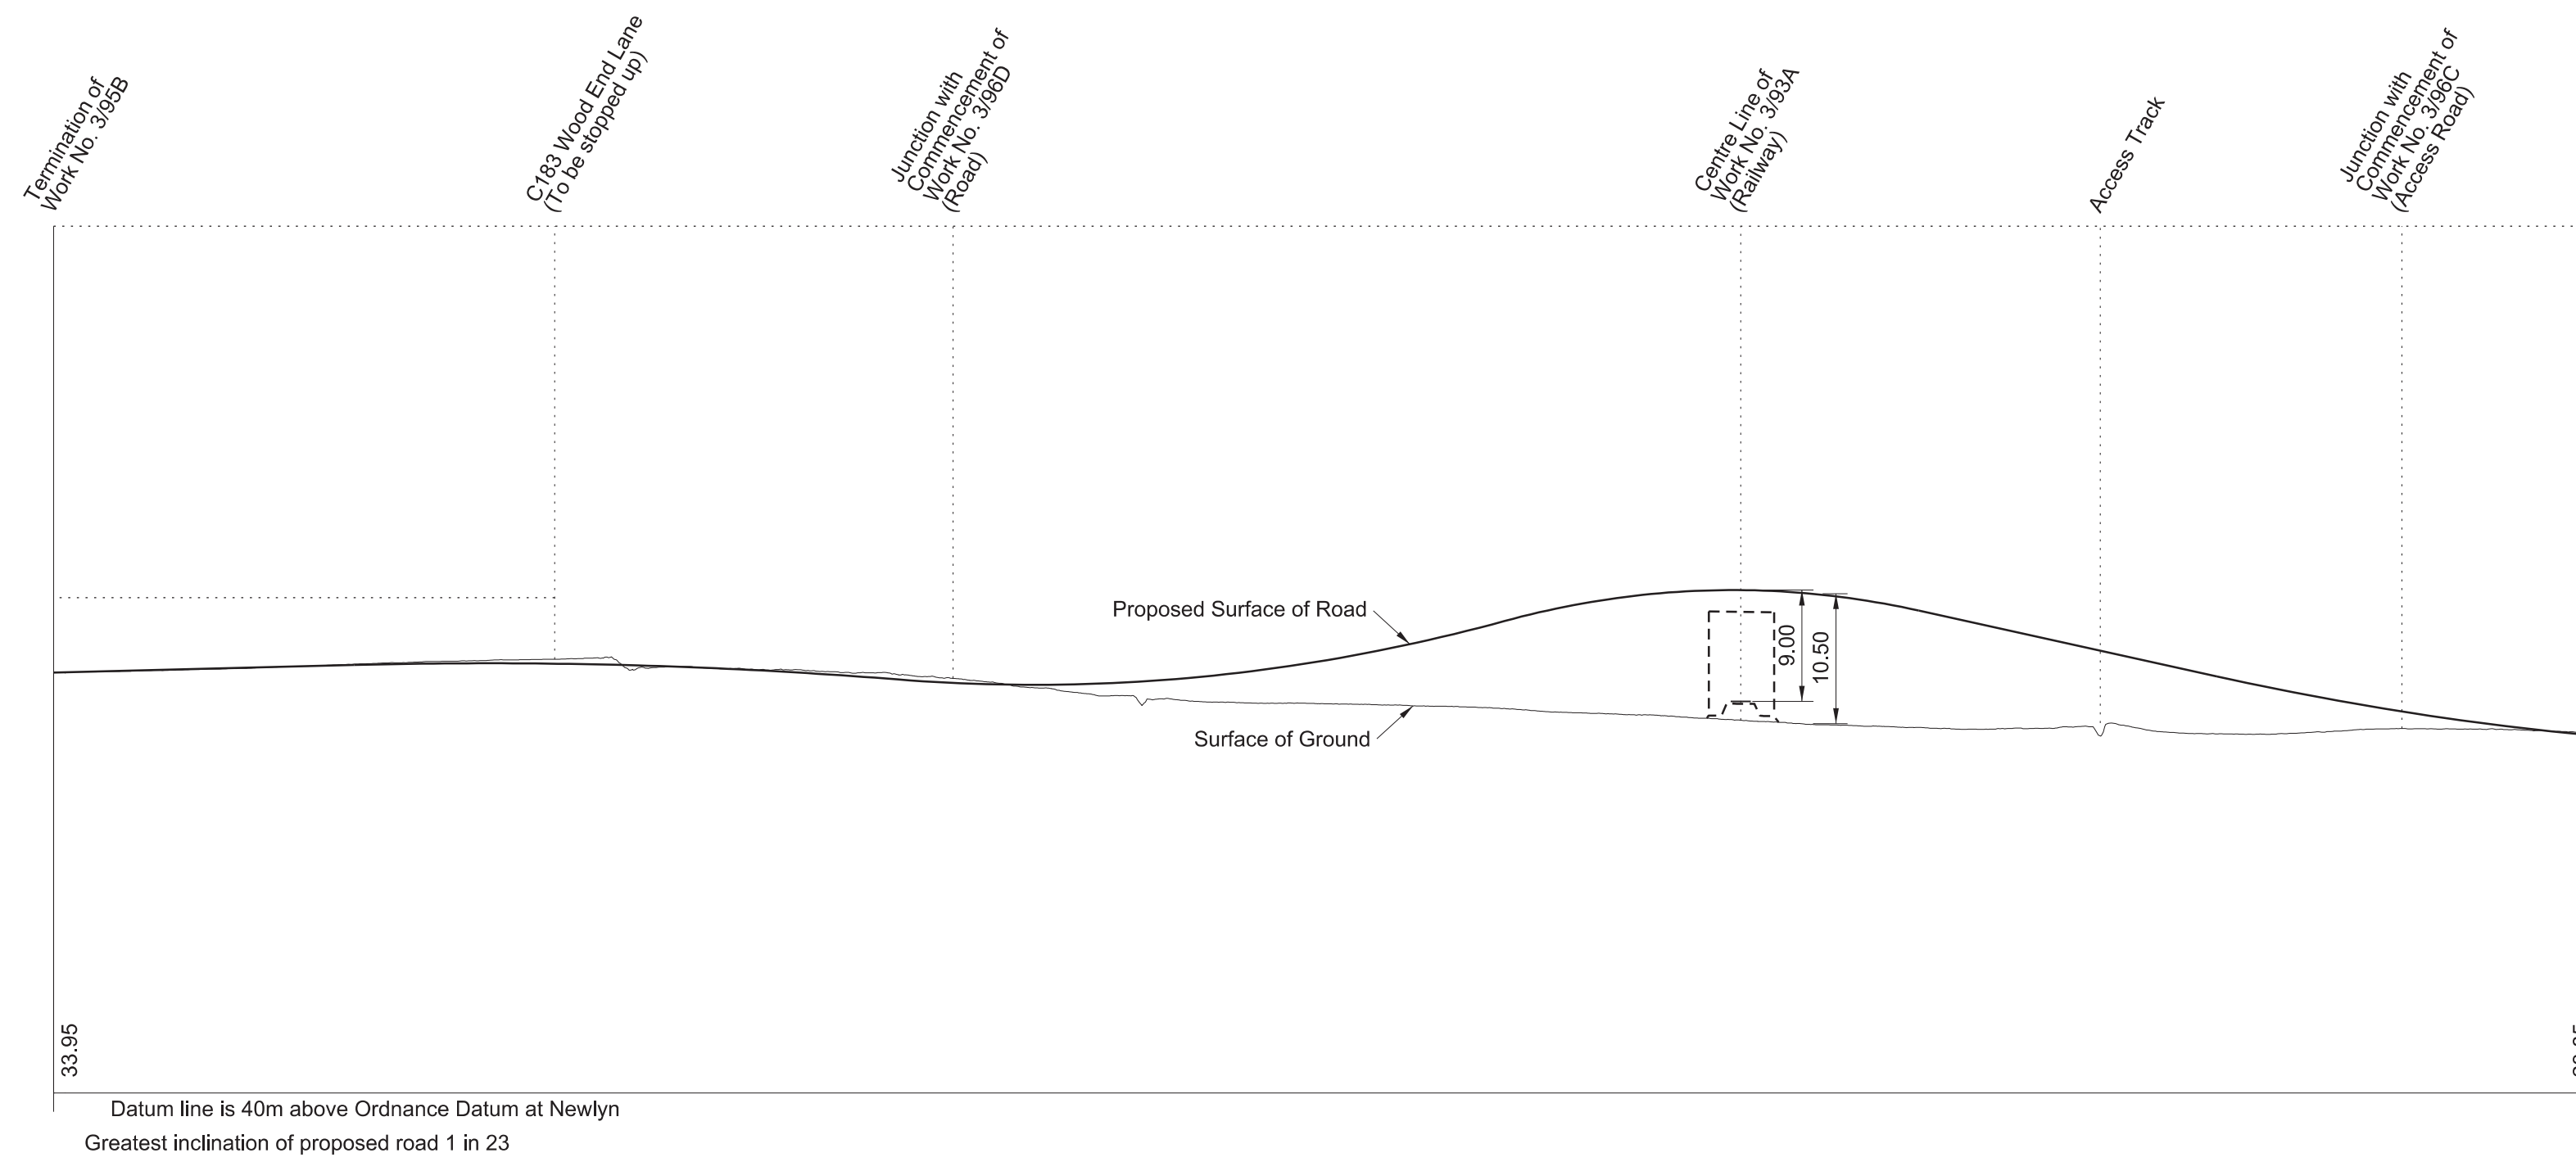 Termination of
Work No. 3/95B
C183 Wood End Lane
(To be stopped up)
Junction with
Commencement of
Work No. 3/96D
(Road)
Centre Line of
Work No. 3/93A
(Railway)
Access Track
Junction with
Commencement of
Work No. 3/96C
(Access Road)
Proposed Surface of Road
9.00
10.50
Surface of Ground
33.95
Datum line is 40m above Ordnance Datum at Newlyn
Greatest inclination of proposed road 1 in 23